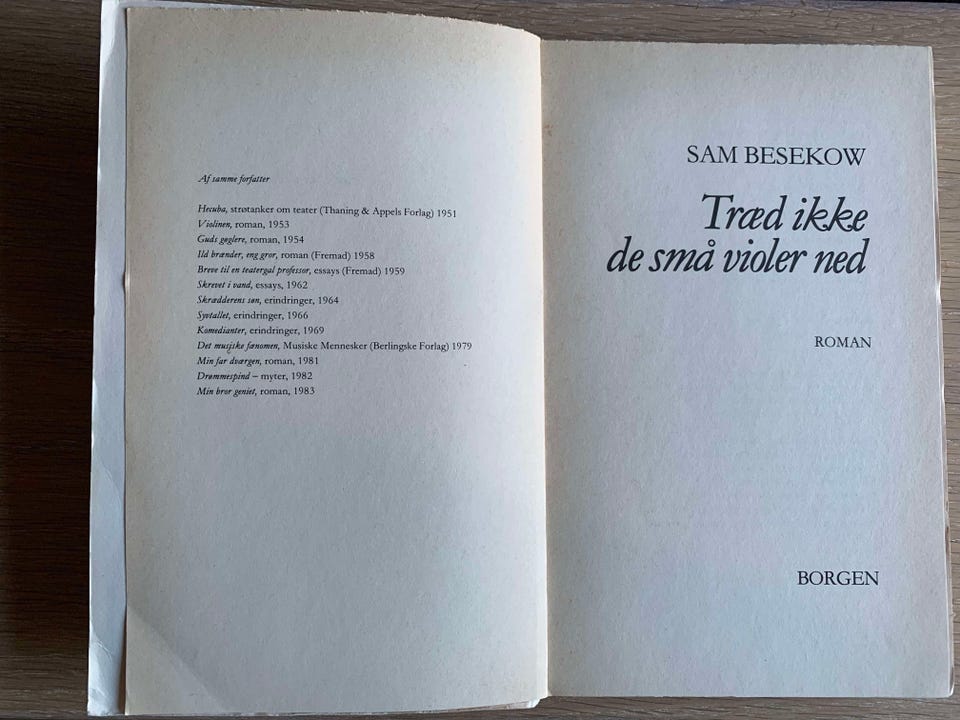 Af samme forfatter
Hecuba, strøtanker om teater (Thaning & Appels Forlag) 1951
Violinen, roman, 1953
Guds gøglere, roman, 1954
Ild brænder, eng gror, roman (Fremad) 1958
Breve til en teatergal professor, essays (Fremad) 1959
Skrevet i vand, essays, 1962
Skrædderens søn, erindringer, 1964
Syvtallet, erindringer, 1966
Komedianter, erindringer, 1969
Det musiske fænomen, Musiske Mennesker (Berlingske Forlag) 1979
Min far dværgen, roman, 1981
Drømmespind – myter, 1982
Min bror geniet, roman, 1983
SAM BESEKOW
Træd ikke
de små violer ned
ROMAN
BORGEN